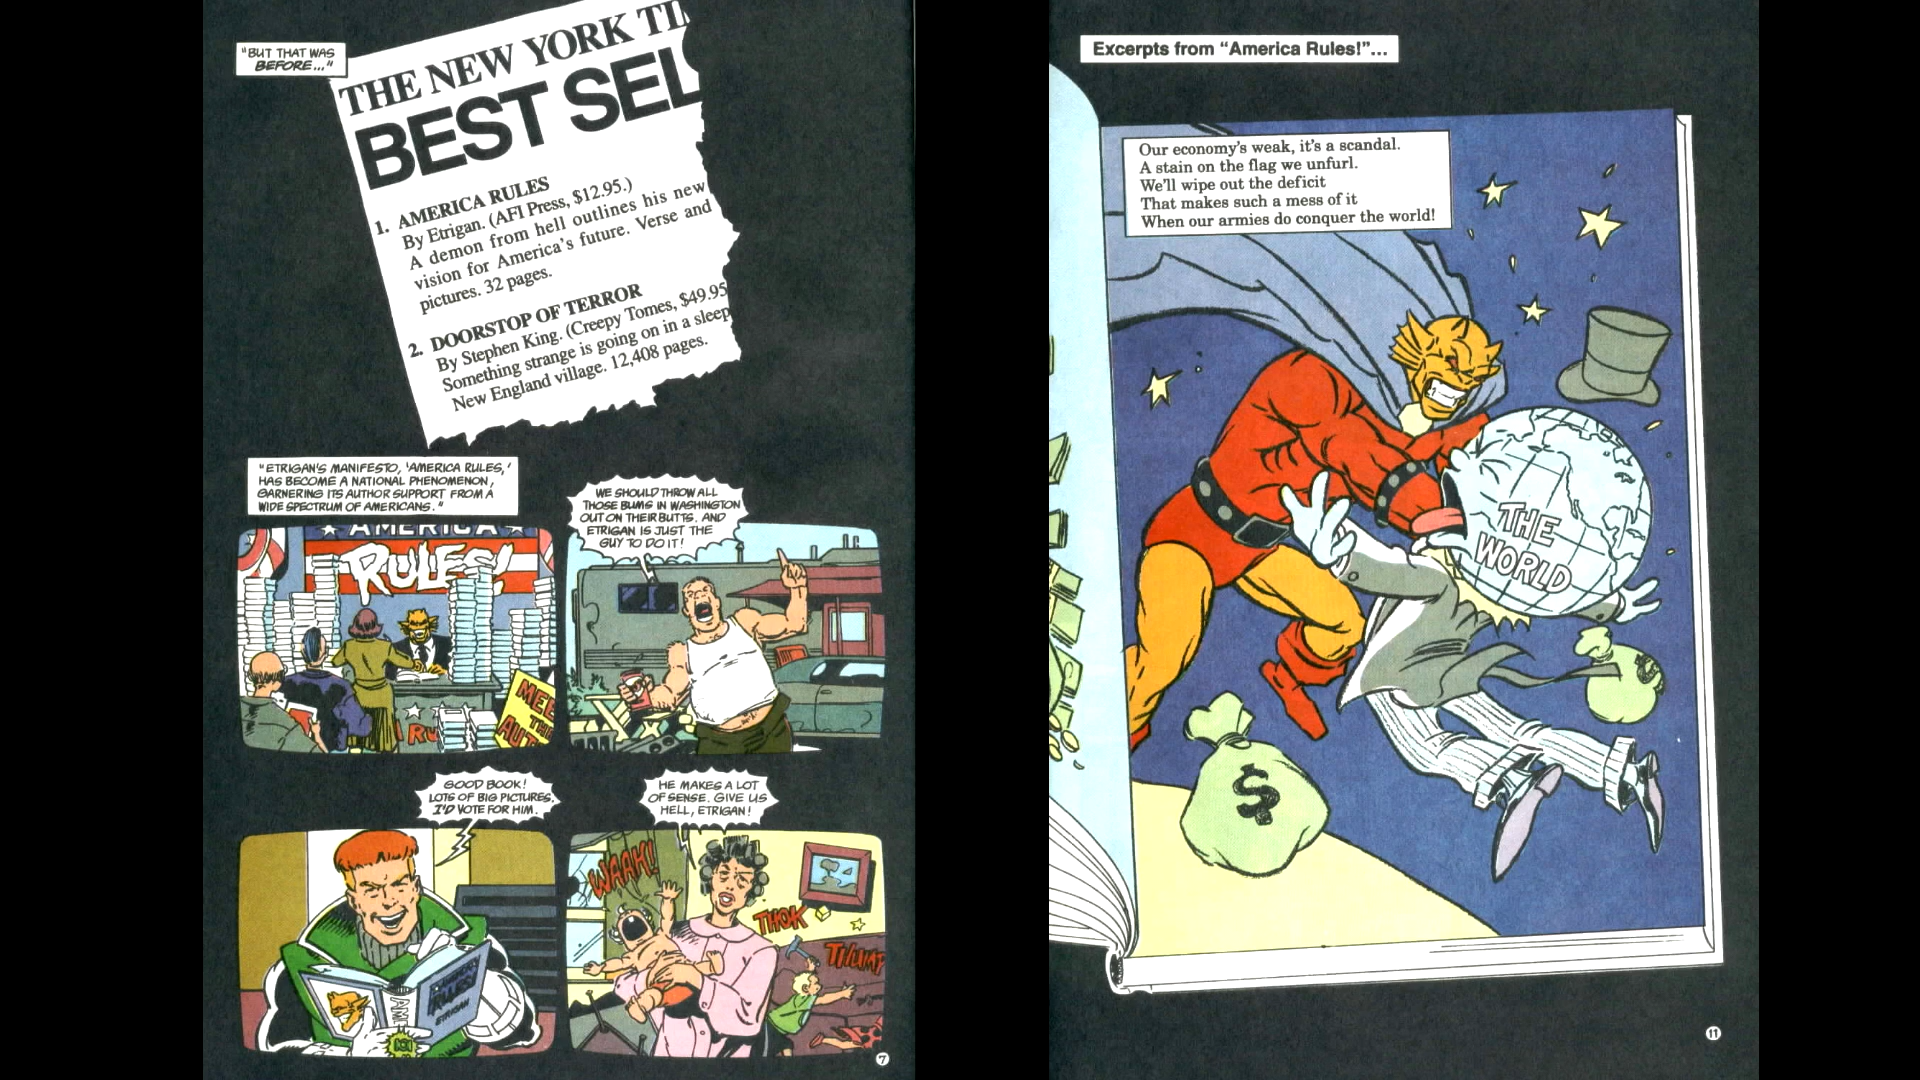 "BUT THAT WAS
BEFORE..."
THE NEW YORK TI
BEST SEL
1. AMERICA RULES
By Etrigan. (AFI Press, $12.95.)
A demon from hell outlines his new
vision for America's future. Verse and
pictures. 32 pages.
2. DOORSTOP OF TERROR
By Stephen King. (Creepy Tomes, $49.95
Something strange is going on in a sleep
New England village. 12,408 pages.
"ETRIGAN'S MANIFESTO, 'AMERICA RULES,'
HAS BECOME A NATIONAL PHENOMENON,
GARNERING ITS AUTHOR SUPPORT FROM A
WIDE SPECTRUM OF AMERICANS."
AMERICA
RULES!
MEE
THE
AUT
RU
WE SHOULD THROW ALL
THOSE BUMS IN WASHINGTON
OUT ON THEIR BUTTS. AND
ETRIGAN IS JUST THE
GUY TO DO IT!
GOOD BOOK!
LOTS OF BIG PICTURES.
I'D VOTE FOR HIM.
AME
RULES!
ETRIGAN
HE MAKES A LOT
OF SENSE. GIVE US
HELL, ETRIGAN!
WAAH!
THOK
THUMP
7
Excerpts from "America Rules!"...
Our economy's weak, it's a scandal.
A stain on the flag we unfurl.
We'll wipe out the deficit
That makes such a mess of it
When our armies do conquer the world!
THE
WORLD
$
$
11